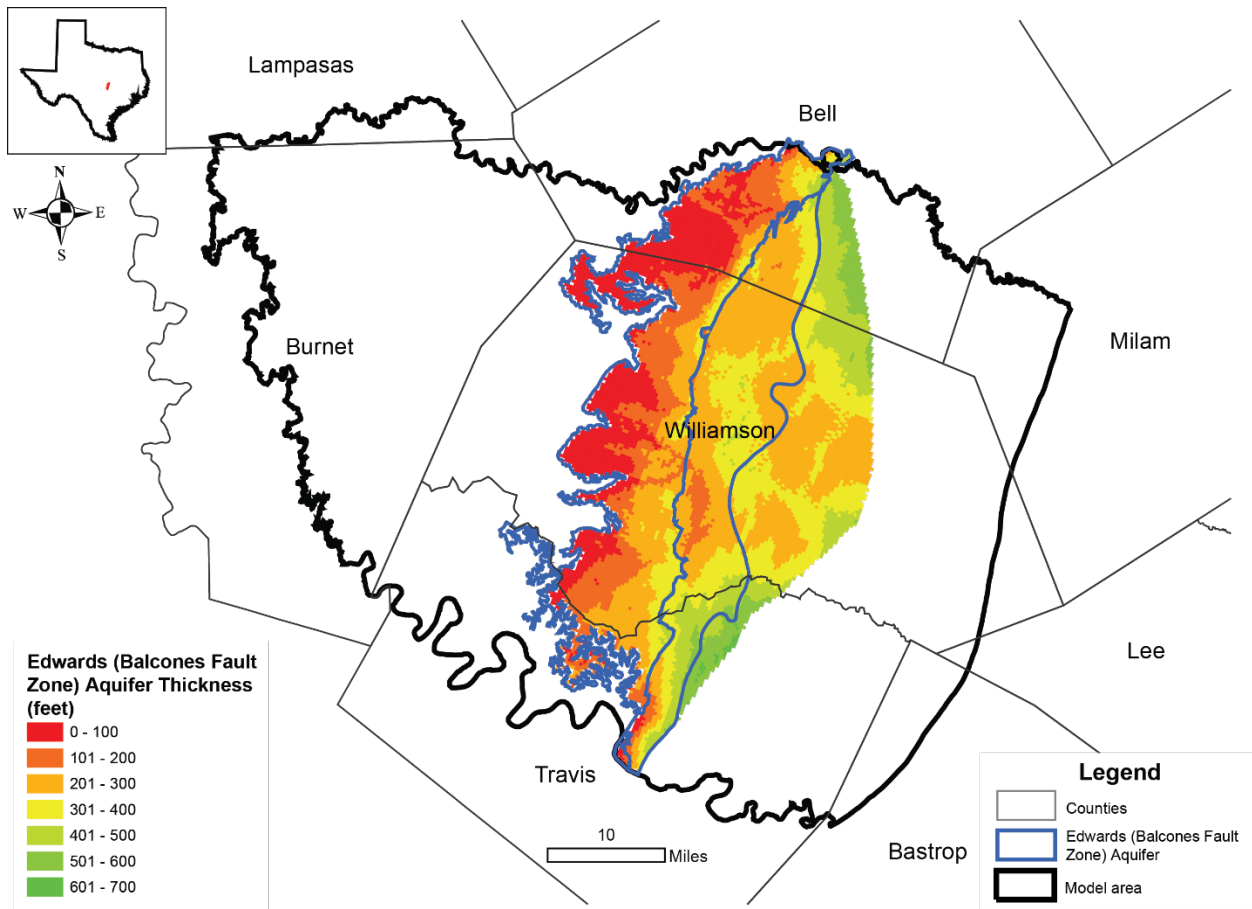 Lampasas
Bell
N
W
E
S
Burnet
Milam
Williamson
Lee
Travis
Bastrop
10
Miles
Edwards (Balcones Fault
Zone) Aquifer Thickness
(feet)
0 - 100
101 - 200
201 - 300
301 - 400
401 - 500
501 - 600
601 - 700
Legend
Counties
Edwards (Balcones Fault
Zone) Aquifer
Model area